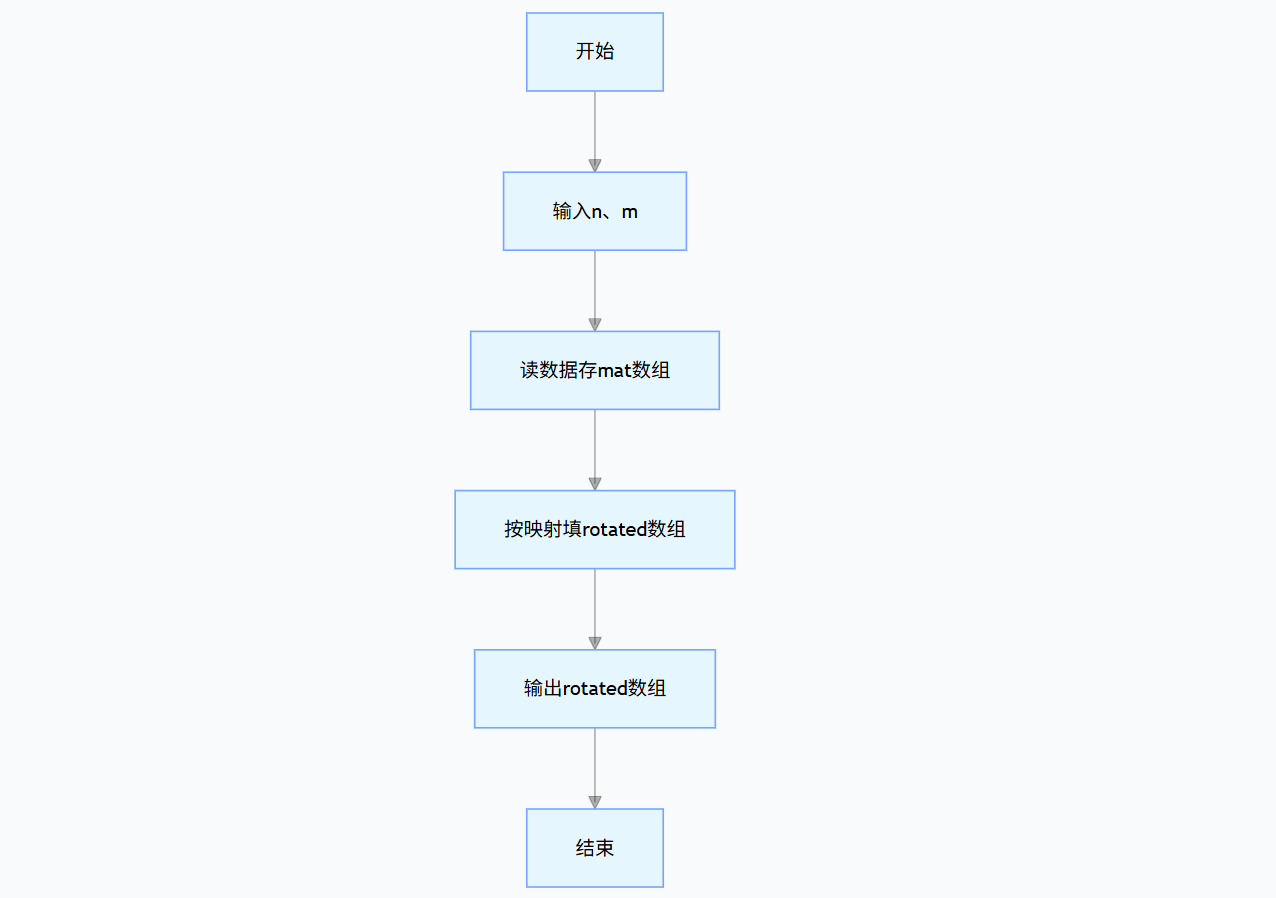 开始
输入n、m
读数据存mat数组
按映射填rotated数组
输出rotated数组
结束